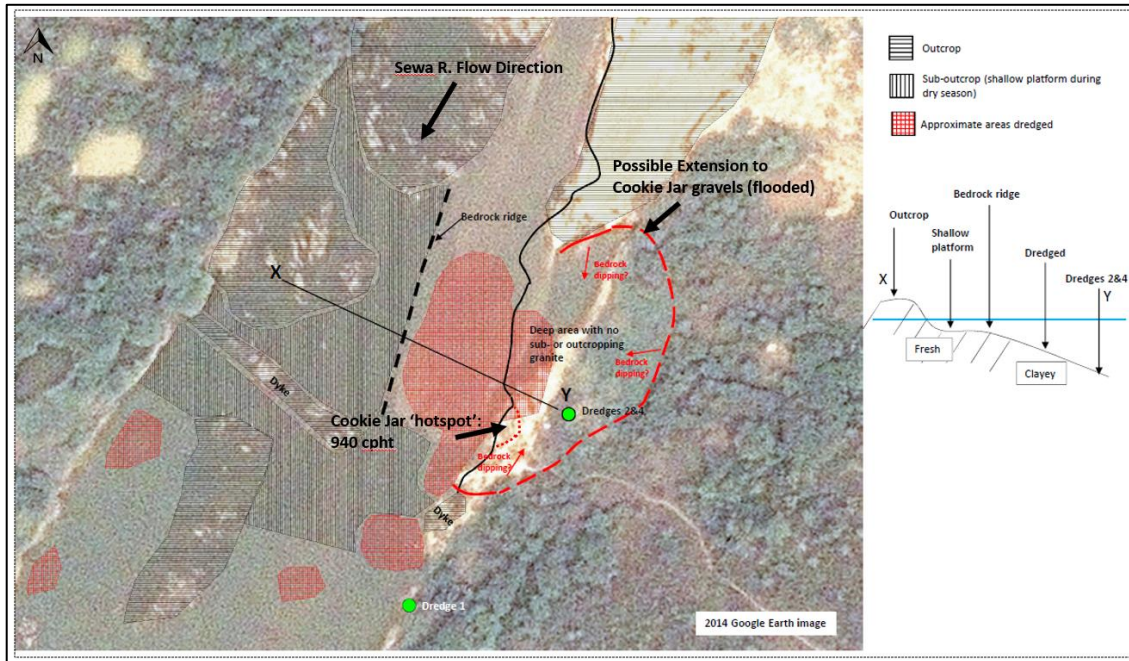 N
Sewa R. Flow Direction
Possible Extension to
Cookie Jar gravels (flooded)
Bedrock ridge
X
Bedrock
dipping?
Deep area with no
sub- or outcropping
granite
Bedrock
dipping?
Y
Dredges 2&4
Dyke
Cookie Jar ‘hotspot’:
940 cpht
Bedrock
dipping?
Dyke
Dredge 1
2014 Google Earth image
Outcrop
Sub-outcrop (shallow platform during
dry season)
Approximate areas dredged
Bedrock ridge
Outcrop
Shallow
platform
Dredged
Dredges 2&4
X
Y
Fresh
Clayey